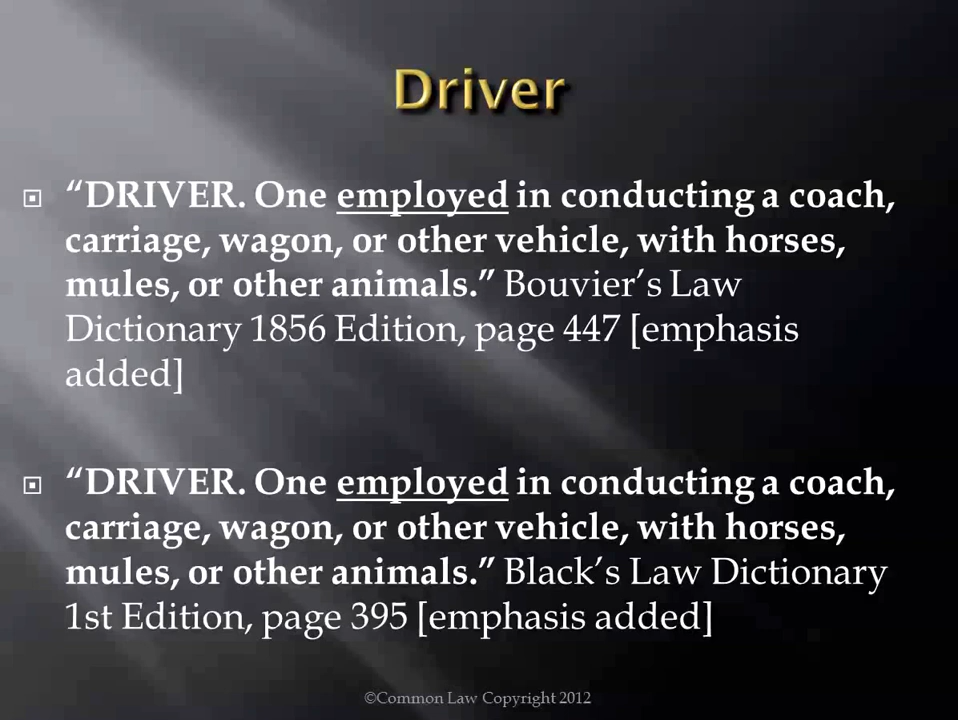 Driver
“DRIVER. One employed in conducting a coach,
carriage, wagon, or other vehicle, with horses,
mules, or other animals.” Bouvier’s Law
Dictionary 1856 Edition, page 447 [emphasis
added]
“DRIVER. One employed in conducting a coach,
carriage, wagon, or other vehicle, with horses,
mules, or other animals.” Black’s Law Dictionary
1st Edition, page 395 [emphasis added]
©Common Law Copyright 2012